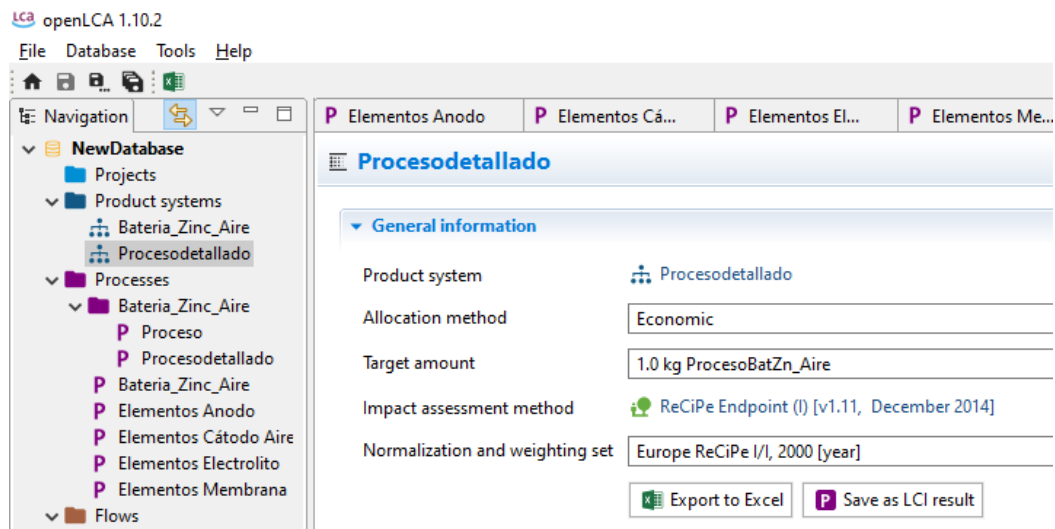 LCA openLCA 1.10.2
File Database Tools Help
Navigation
NewDatabase
Projects
Product systems
Bateria_Zinc_Aire
Procesodetallado
Processes
Bateria_Zinc_Aire
P Proceso
P Procesodetallado
P Bateria_Zinc_Aire
P Elementos Anodo
P Elementos Cátodo Aire
P Elementos Electrolito
P Elementos Membrana
Flows
P Elementos Anodo P Elementos Cá... P Elementos El... P Elementos Me...
Procesodetallado
General information
Product system Procesodetallado
Allocation method Economic
Target amount 1.0 kg ProcesoBatZn_Aire
Impact assessment method ReCiPe Endpoint (I) [v1.11, December 2014]
Normalization and weighting set Europe ReCiPe I/I, 2000 [year]
Export to Excel P Save as LCI result